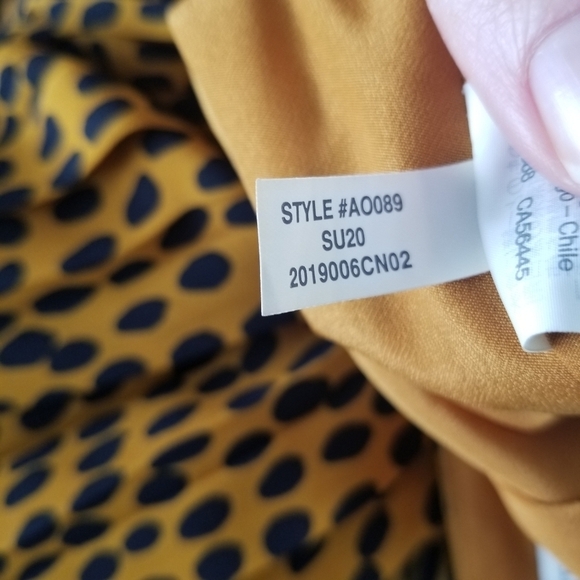 STYLE #AO089
SU20
2019006CN02
– Chile
CA56445